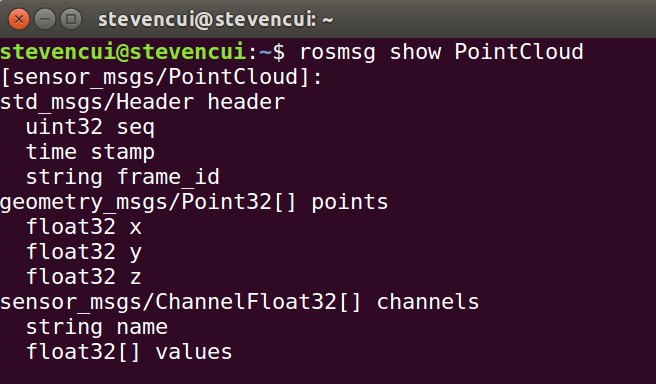 stevencui@stevencui: ~
stevencui@stevencui:~$ rosmsg show PointCloud
[sensor_msgs/PointCloud]:
std_msgs/Header header
  uint32 seq
  time stamp
  string frame_id
geometry_msgs/Point32[] points
  float32 x
  float32 y
  float32 z
sensor_msgs/ChannelFloat32[] channels
  string name
  float32[] values